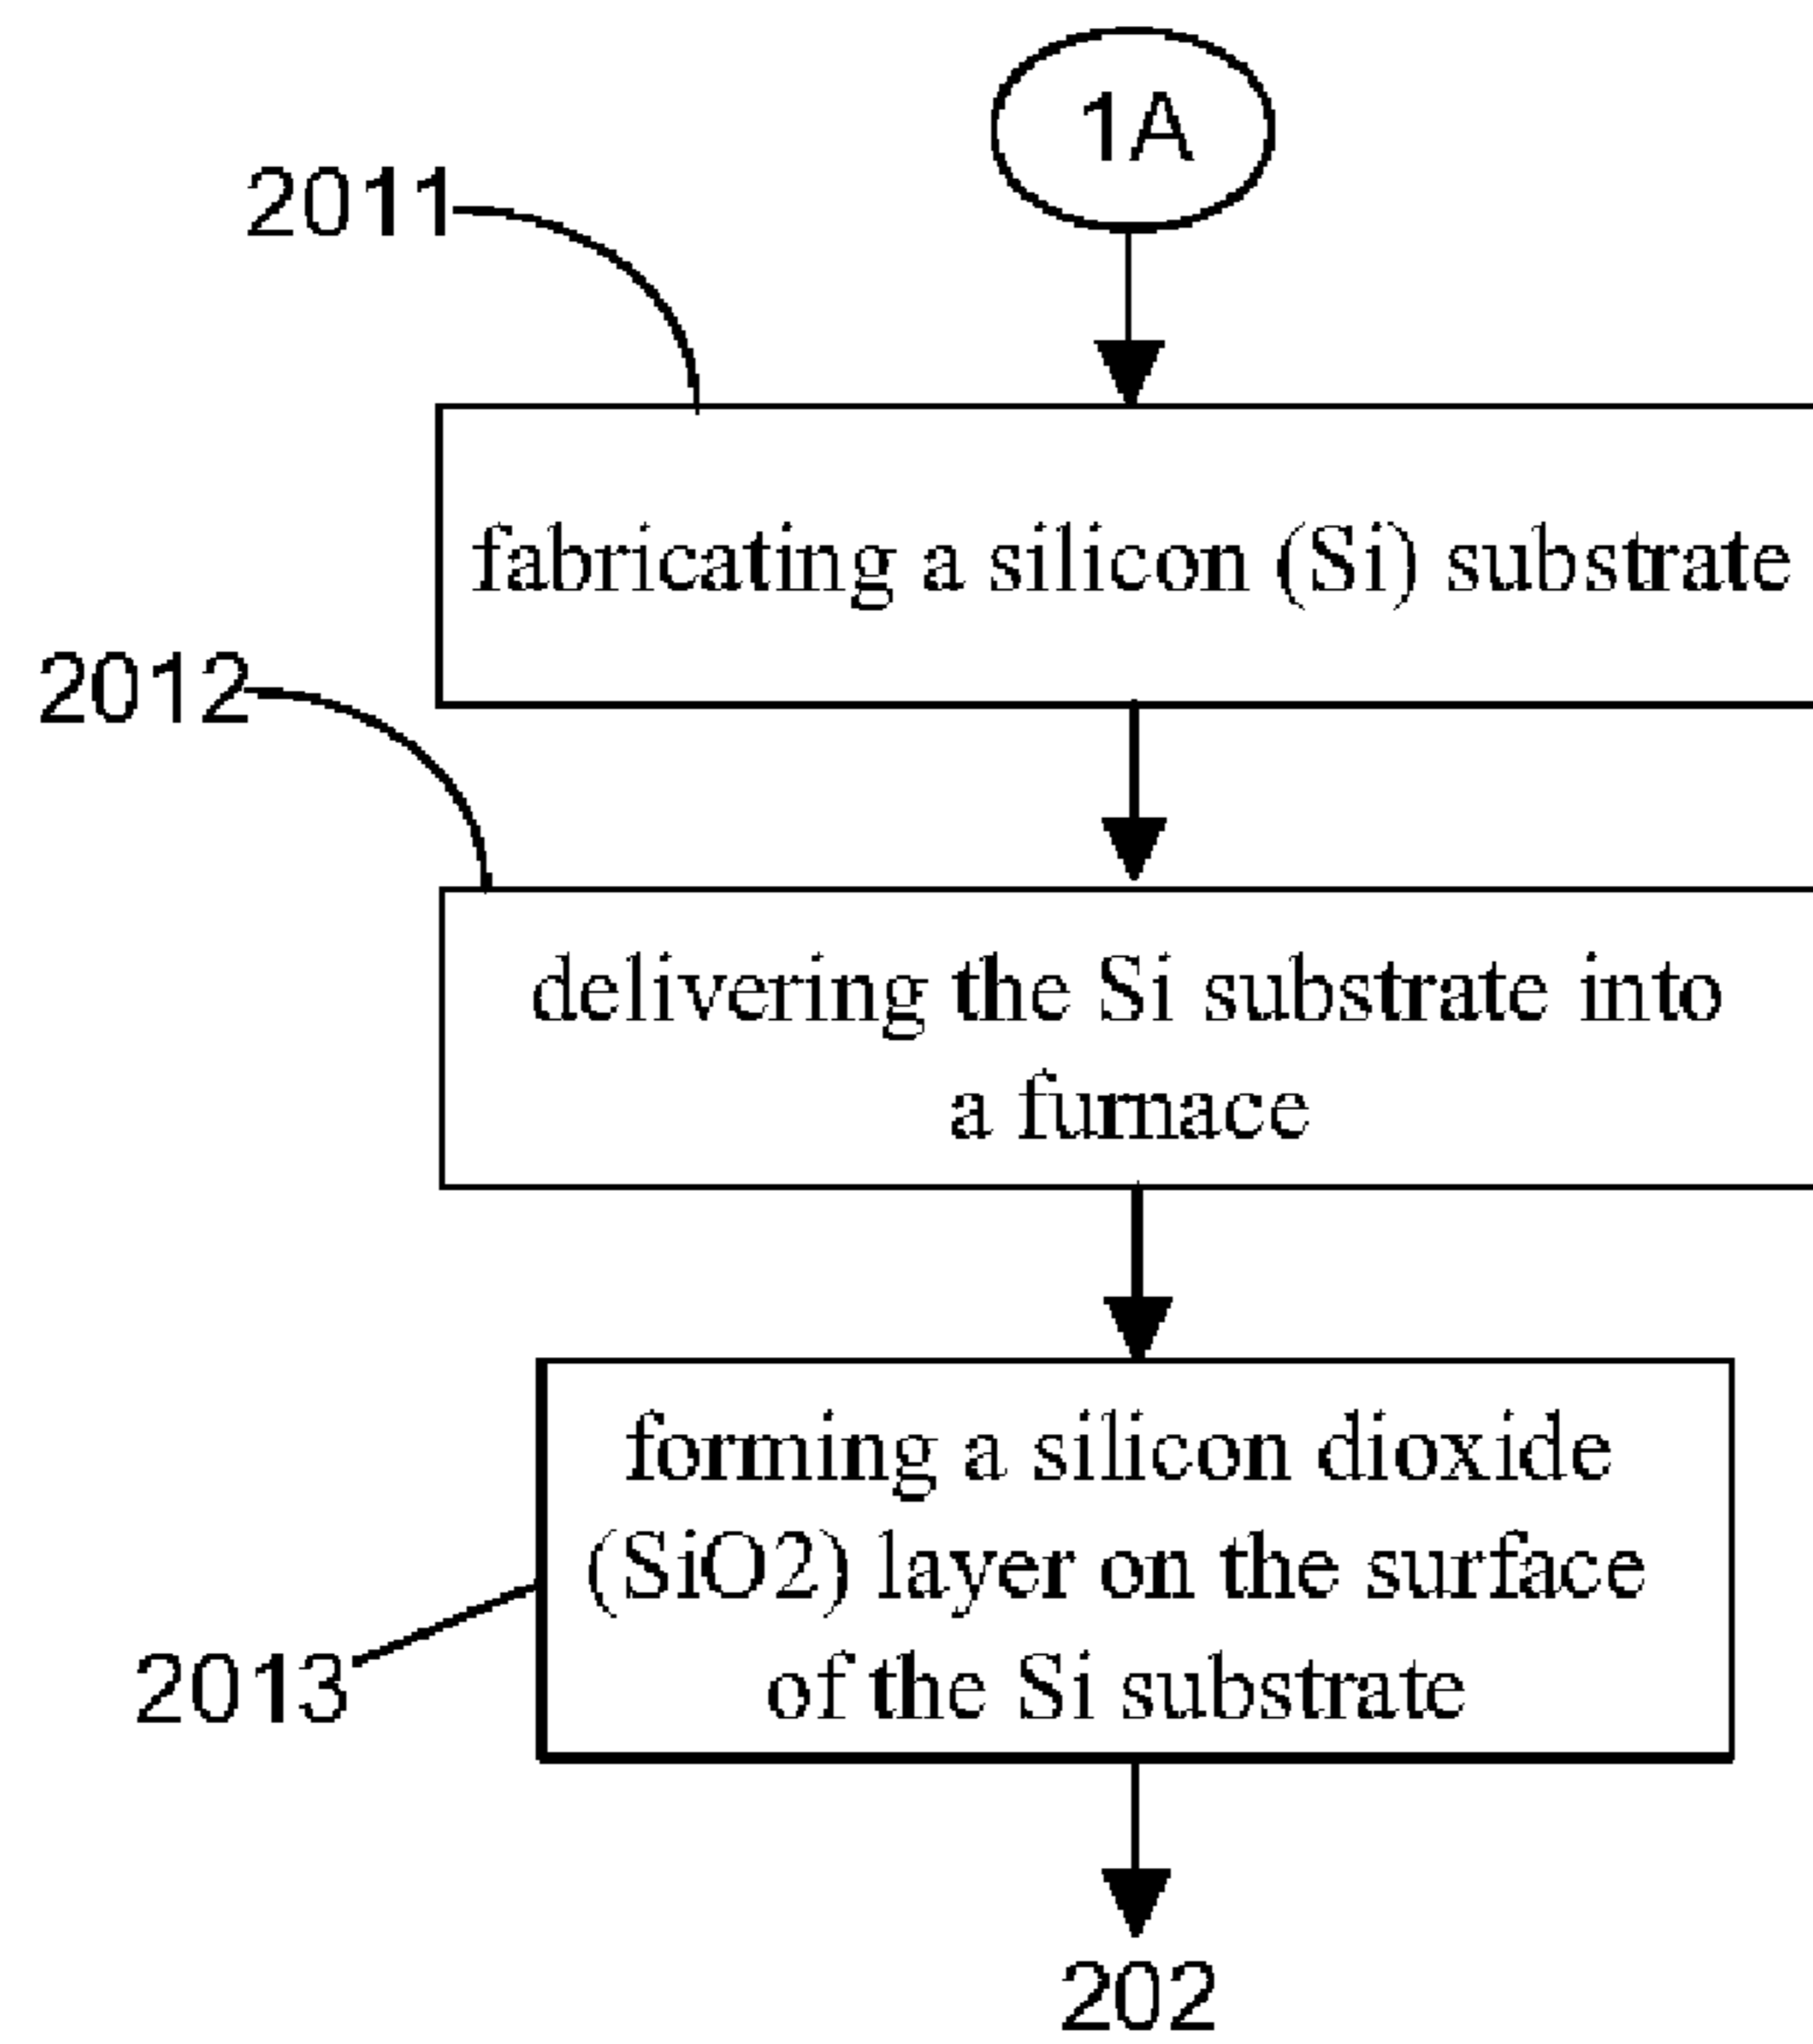 1A
2011
fabricating a silicon (Si) substrate
2012
delivering the Si substrate into
a furnace
forming a silicon dioxide
(SiO2) layer on the surface
of the Si substrate
2013
202